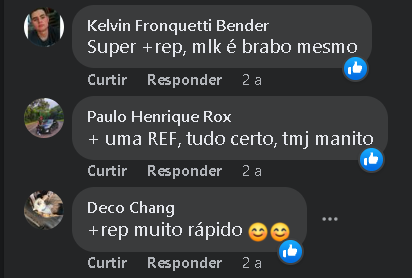 Kelvin Fronquetti Bender
Super +rep, mlk é brabo mesmo
Curtir Responder 2 a
Paulo Henrique Rox
+ uma REF, tudo certo, tmj manito
Curtir Responder 2 a
Deco Chang
+rep muito rápido 😊😊
Curtir Responder 2 a